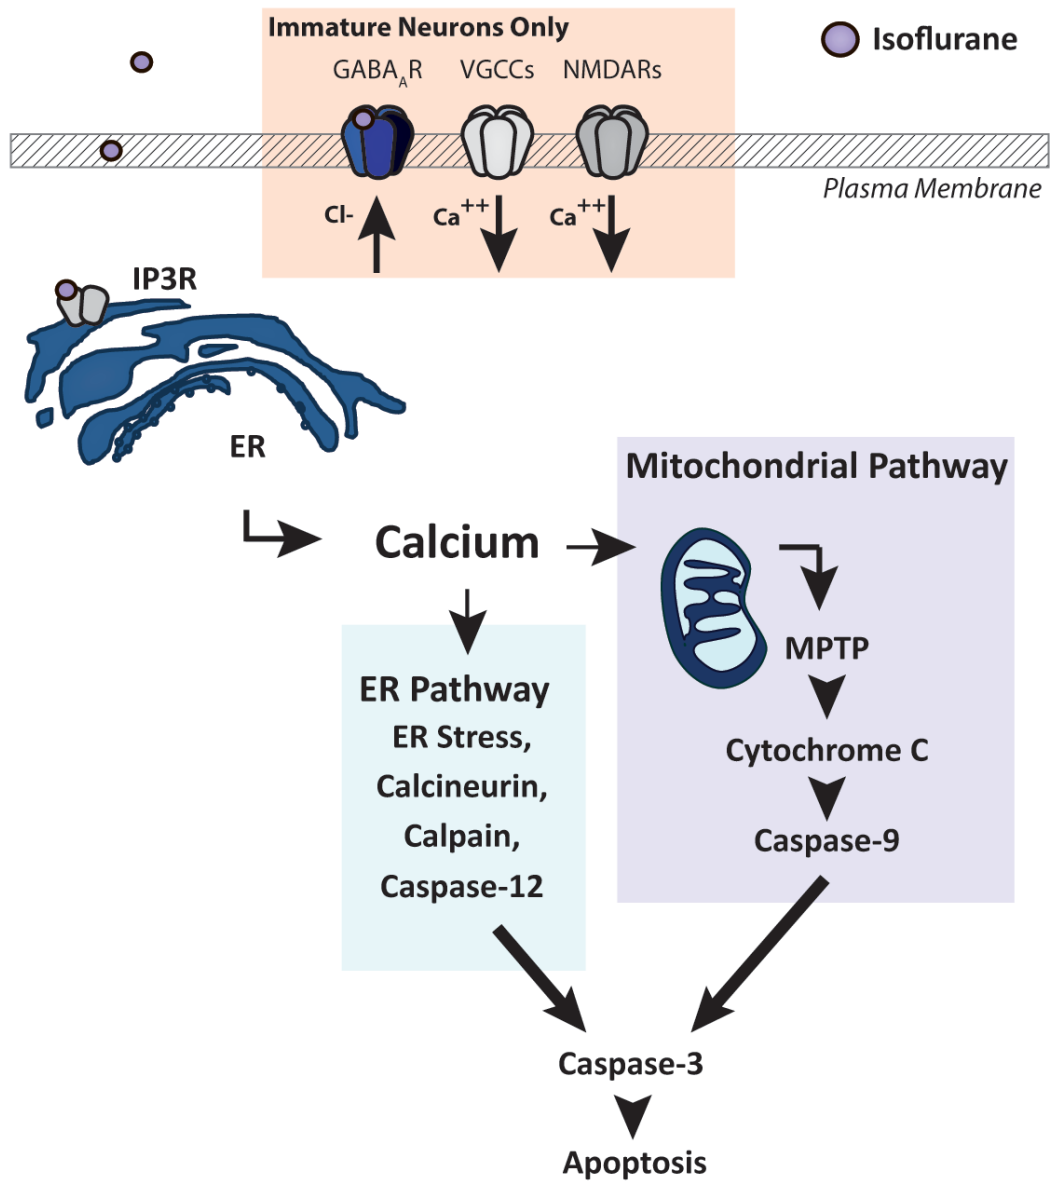 Immature Neurons Only
Isoflurane
GABAAR VGCCs NMDARs
Plasma Membrane
Cl- Ca++ Ca++
IP3R
ER
Mitochondrial Pathway
Calcium
MPTP
ER Pathway
ER Stress,
Calcineurin,
Calpain,
Caspase-12
Cytochrome C
Caspase-9
Caspase-3
Apoptosis